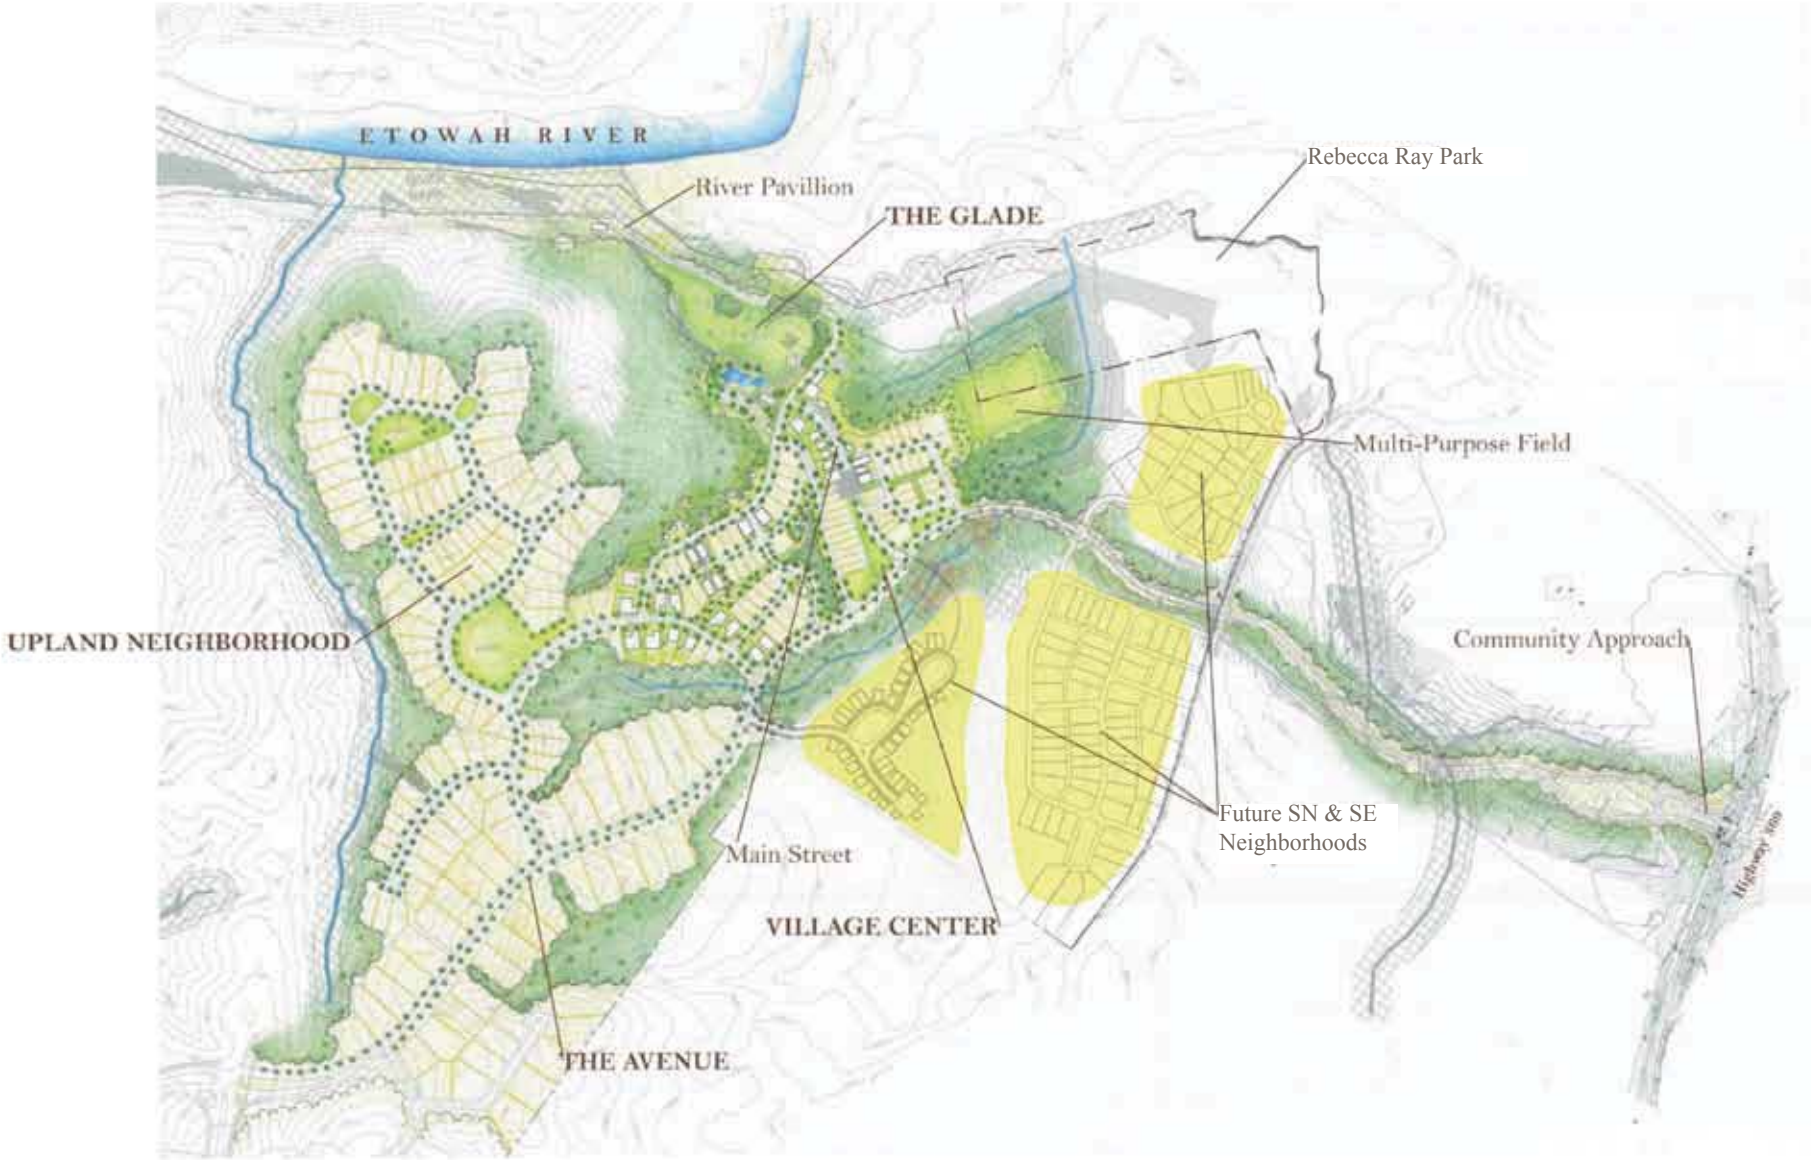 ETOWAH RIVER
Rebecca Ray Park
River Pavillion
THE GLADE
Multi-Purpose Field
UPLAND NEIGHBORHOOD
Community Approach
Future SN & SE
Neighborhoods
Main Street
Highway
VILLAGE CENTER
THE AVENUE